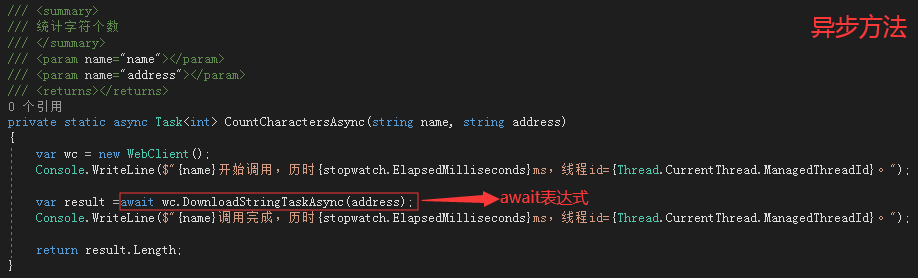 /// <summary>
/// 统计字符个数
/// </summary>
/// <param name="name"></param>
/// <param name="address"></param>
/// <returns></returns>
0 个引用
private static async Task<int> CountCharactersAsync(string name, string address)
{
var wc = new WebClient();
Console.WriteLine($"{name}开始调用，历时{stopwatch.ElapsedMilliseconds}ms，线程id={Thread.CurrentThread.ManagedThreadId}。");
var result =await wc.DownloadStringTaskAsync(address);
Console.WriteLine($"{name}调用完成，历时{stopwatch.ElapsedMilliseconds}ms，线程id={Thread.CurrentThread.ManagedThreadId}。");
return result.Length;
}
异步方法
await表达式